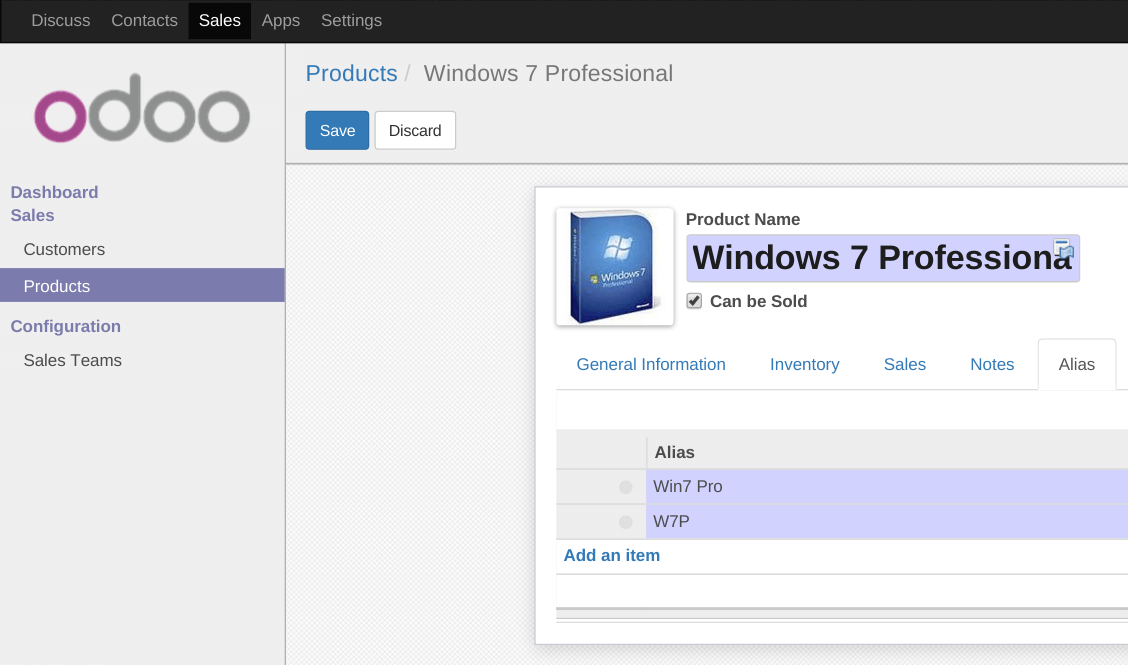 Discuss Contacts Sales Apps Settings
odoo
Products / Windows 7 Professional
Save Discard
Dashboard
Sales
Customers
Products
Configuration
Sales Teams
Product Name
Windows 7 Professiona
Can be Sold
Windows 7
Professional
Microsoft
General Information Inventory Sales Notes Alias
Alias
Win7 Pro
W7P
Add an item